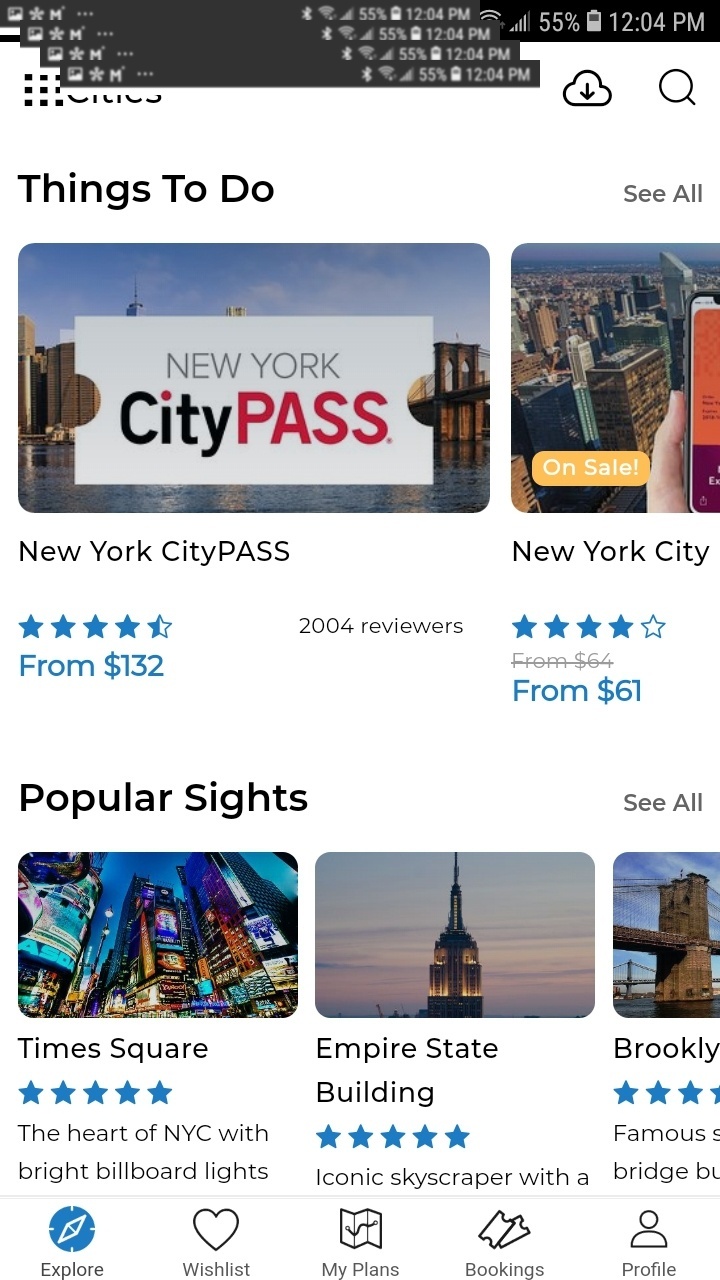 55% 12:04 PM
55% 12:04 PM
55% 12:04 PM
55% 12:04 PM
55% 12:04 PM
Cities
Things To Do
See All
NEW YORK
CityPASS
On Sale!
New York CityPASS
New York City
2004 reviewers
From $132
From $64
From $61
Popular Sights
See All
Times Square
Empire State
Building
Brookly
The heart of NYC with
bright billboard lights
Iconic skyscraper with a
Famous s
bridge bu
Explore
Wishlist
My Plans
Bookings
Profile